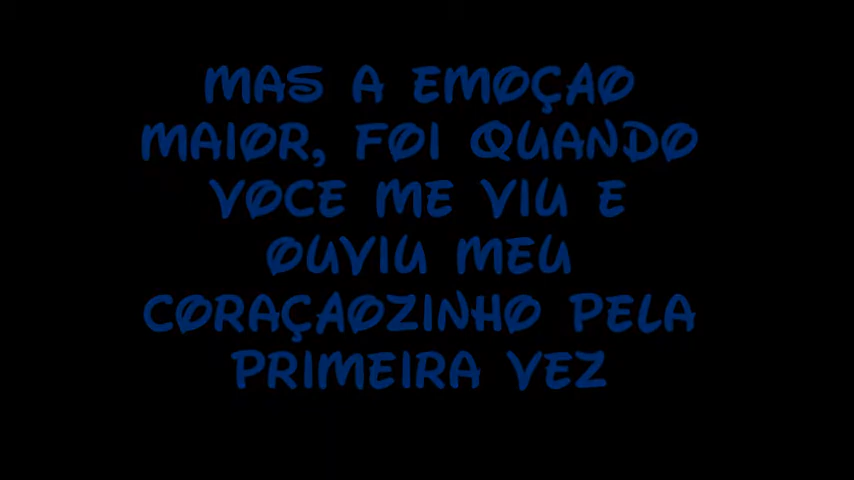 MAS A EMOÇAO
MAIOR, FOI QUANDO
VOCE ME VIU E
OUVIU MEU
CORAÇAOZINHO PELA
PRIMEIRA VEZ